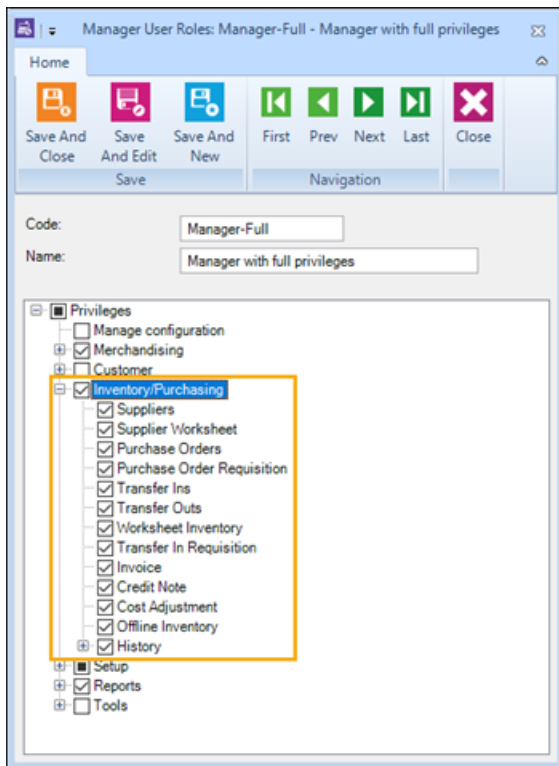 Manager User Roles: Manager-Full - Manager with full privileges
Home
Save And Close
Save And Edit
Save And New
First
Prev
Next
Last
Close
Save
Navigation
Code:
Manager-Full
Name:
Manager with full privileges
Privileges
Manage configuration
Merchandising
Customer
Inventory/Purchasing
Suppliers
Supplier Worksheet
Purchase Orders
Purchase Order Requisition
Transfer Ins
Transfer Outs
Worksheet Inventory
Transfer In Requisition
Invoice
Credit Note
Cost Adjustment
Offline Inventory
History
Setup
Reports
Tools